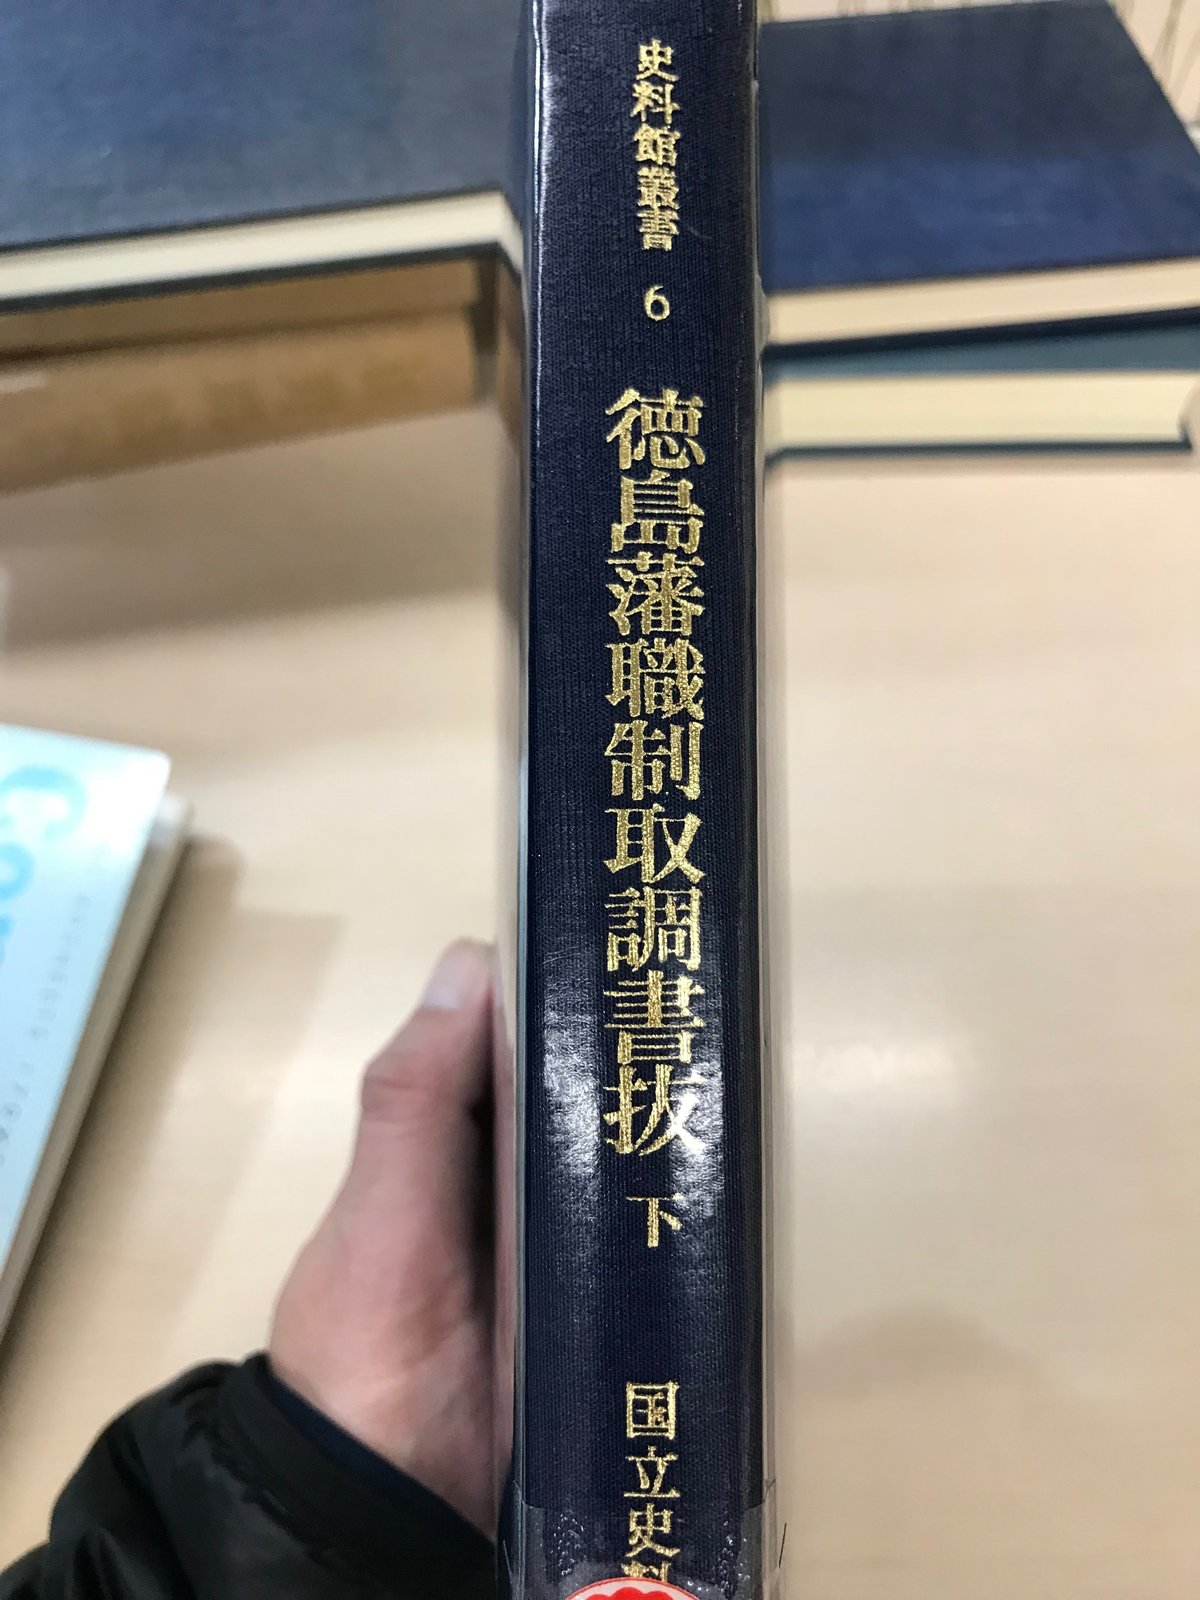 史料館叢書 6 徳島藩職制取調書抜 下 国立史料